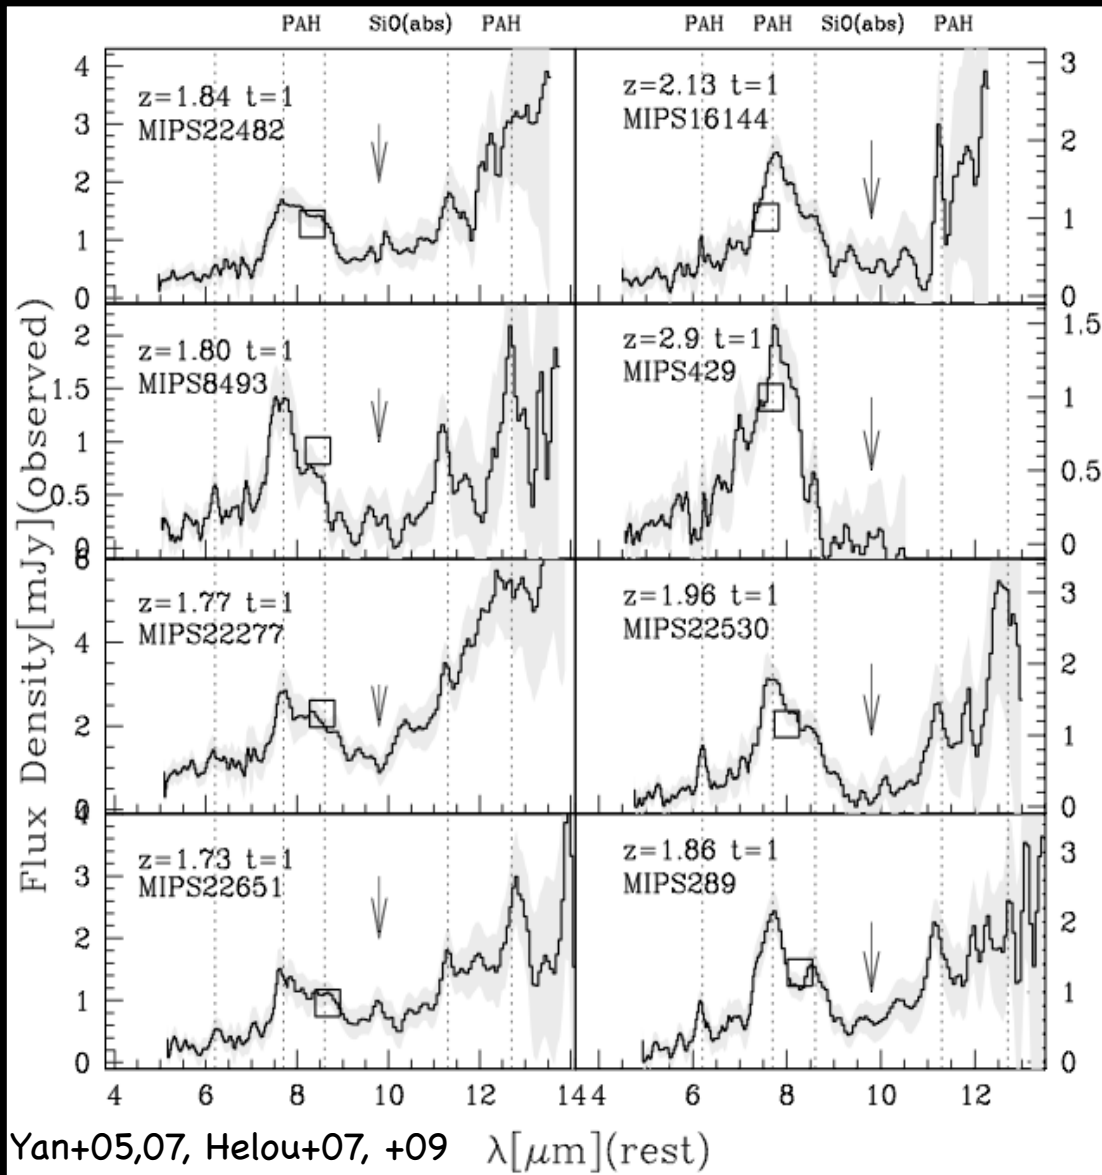 PAH SiO(abs) PAH PAH PAH SiO(abs) PAH
z=1.84 t=1
MIPS22482
4
3
2
1
0
z=2.13 t=1
MIPS16144
3
2
1
0
z=1.80 t=1
MIPS8493
2
1.5
1
0.5
0
z=2.9 t=1
MIPS429
1.5
1
0.5
0
z=1.77 t=1
MIPS22277
6
4
2
0
z=1.96 t=1
MIPS22530
3
2
1
0
z=1.73 t=1
MIPS22651
3
2
1
0
z=1.86 t=1
MIPS289
3
2
1
0
Flux Density[mJy](observed)
4 6 8 10 12 14 4 6 8 10 12
Yan+05,07, Helou+07, +09 λ[μm](rest)